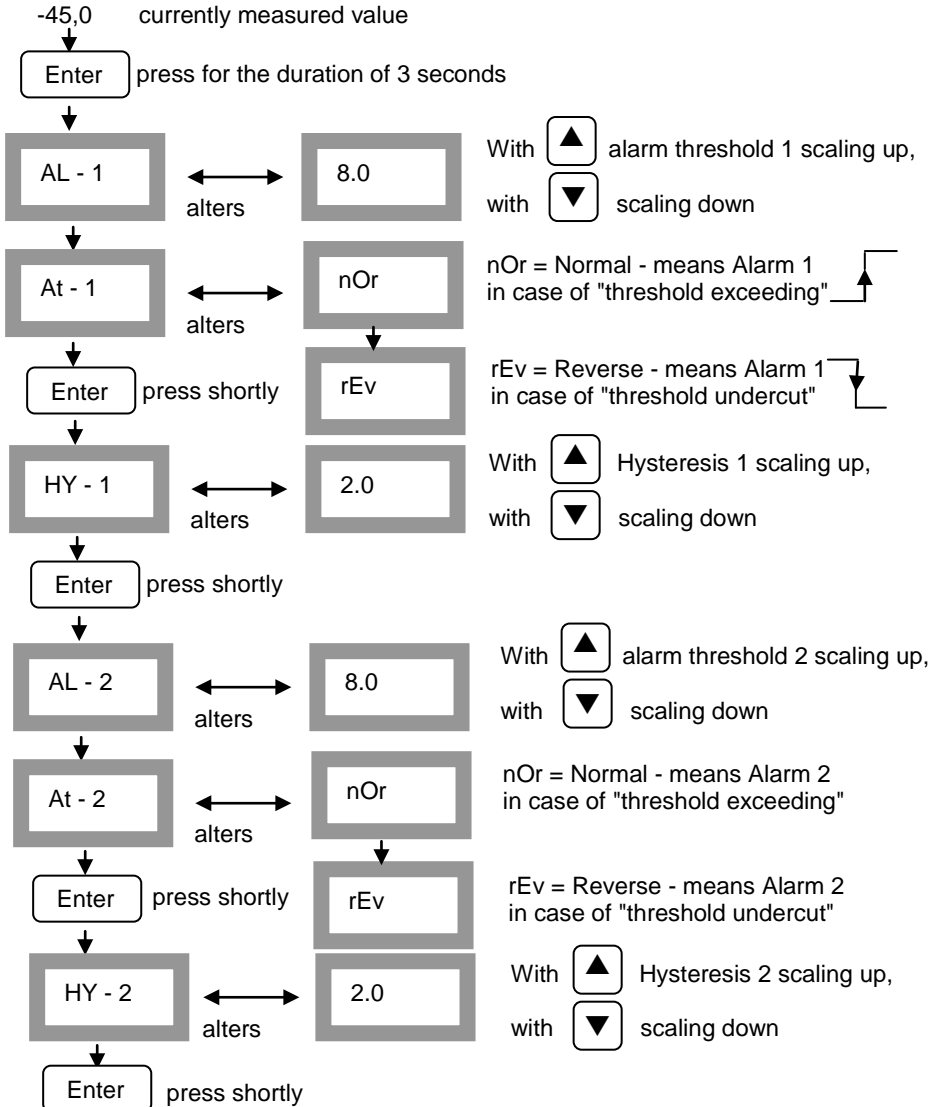 -45,0 currently measured value
Enter press for the duration of 3 seconds
AL - 1 alters 8.0
With ▲ alarm threshold 1 scaling up,
with ▼ scaling down
At - 1 alters nOr
nOr = Normal - means Alarm 1
in case of "threshold exceeding"
Enter press shortly
rEv
rEv = Reverse - means Alarm 1
in case of "threshold undercut"
HY - 1 alters 2.0
With ▲ Hysteresis 1 scaling up,
with ▼ scaling down
Enter press shortly
AL - 2 alters 8.0
With ▲ alarm threshold 2 scaling up,
with ▼ scaling down
At - 2 alters nOr
nOr = Normal - means Alarm 2
in case of "threshold exceeding"
Enter press shortly
rEv
rEv = Reverse - means Alarm 2
in case of "threshold undercut"
HY - 2 alters 2.0
With ▲ Hysteresis 2 scaling up,
with ▼ scaling down
Enter press shortly